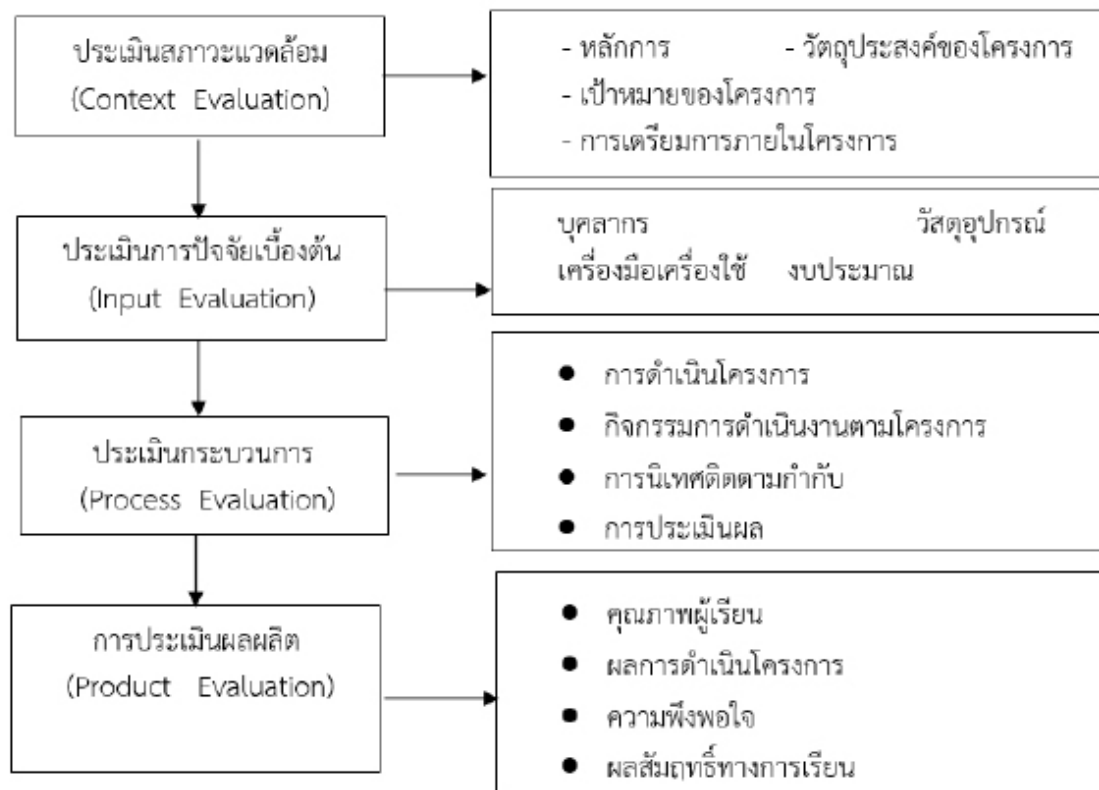 ประเมินสภาวะแวดล้อม
(Context Evaluation)
- หลักการ - วัตถุประสงค์ของโครงการ
- เป้าหมายของโครงการ
- การเตรียมการภายในโครงการ
ประเมินการปัจจัยเบื้องต้น
(Input Evaluation)
บุคลากร วัสดุอุปกรณ์
เครื่องมือเครื่องใช้ งบประมาณ
ประเมินกระบวนการ
(Process Evaluation)
● การดำเนินโครงการ
● กิจกรรมการดำเนินงานตามโครงการ
● การนิเทศติดตามกำกับ
● การประเมินผล
การประเมินผลผลิต
(Product Evaluation)
● คุณภาพผู้เรียน
● ผลการดำเนินโครงการ
● ความพึงพอใจ
● ผลสัมฤทธิ์ทางการเรียน